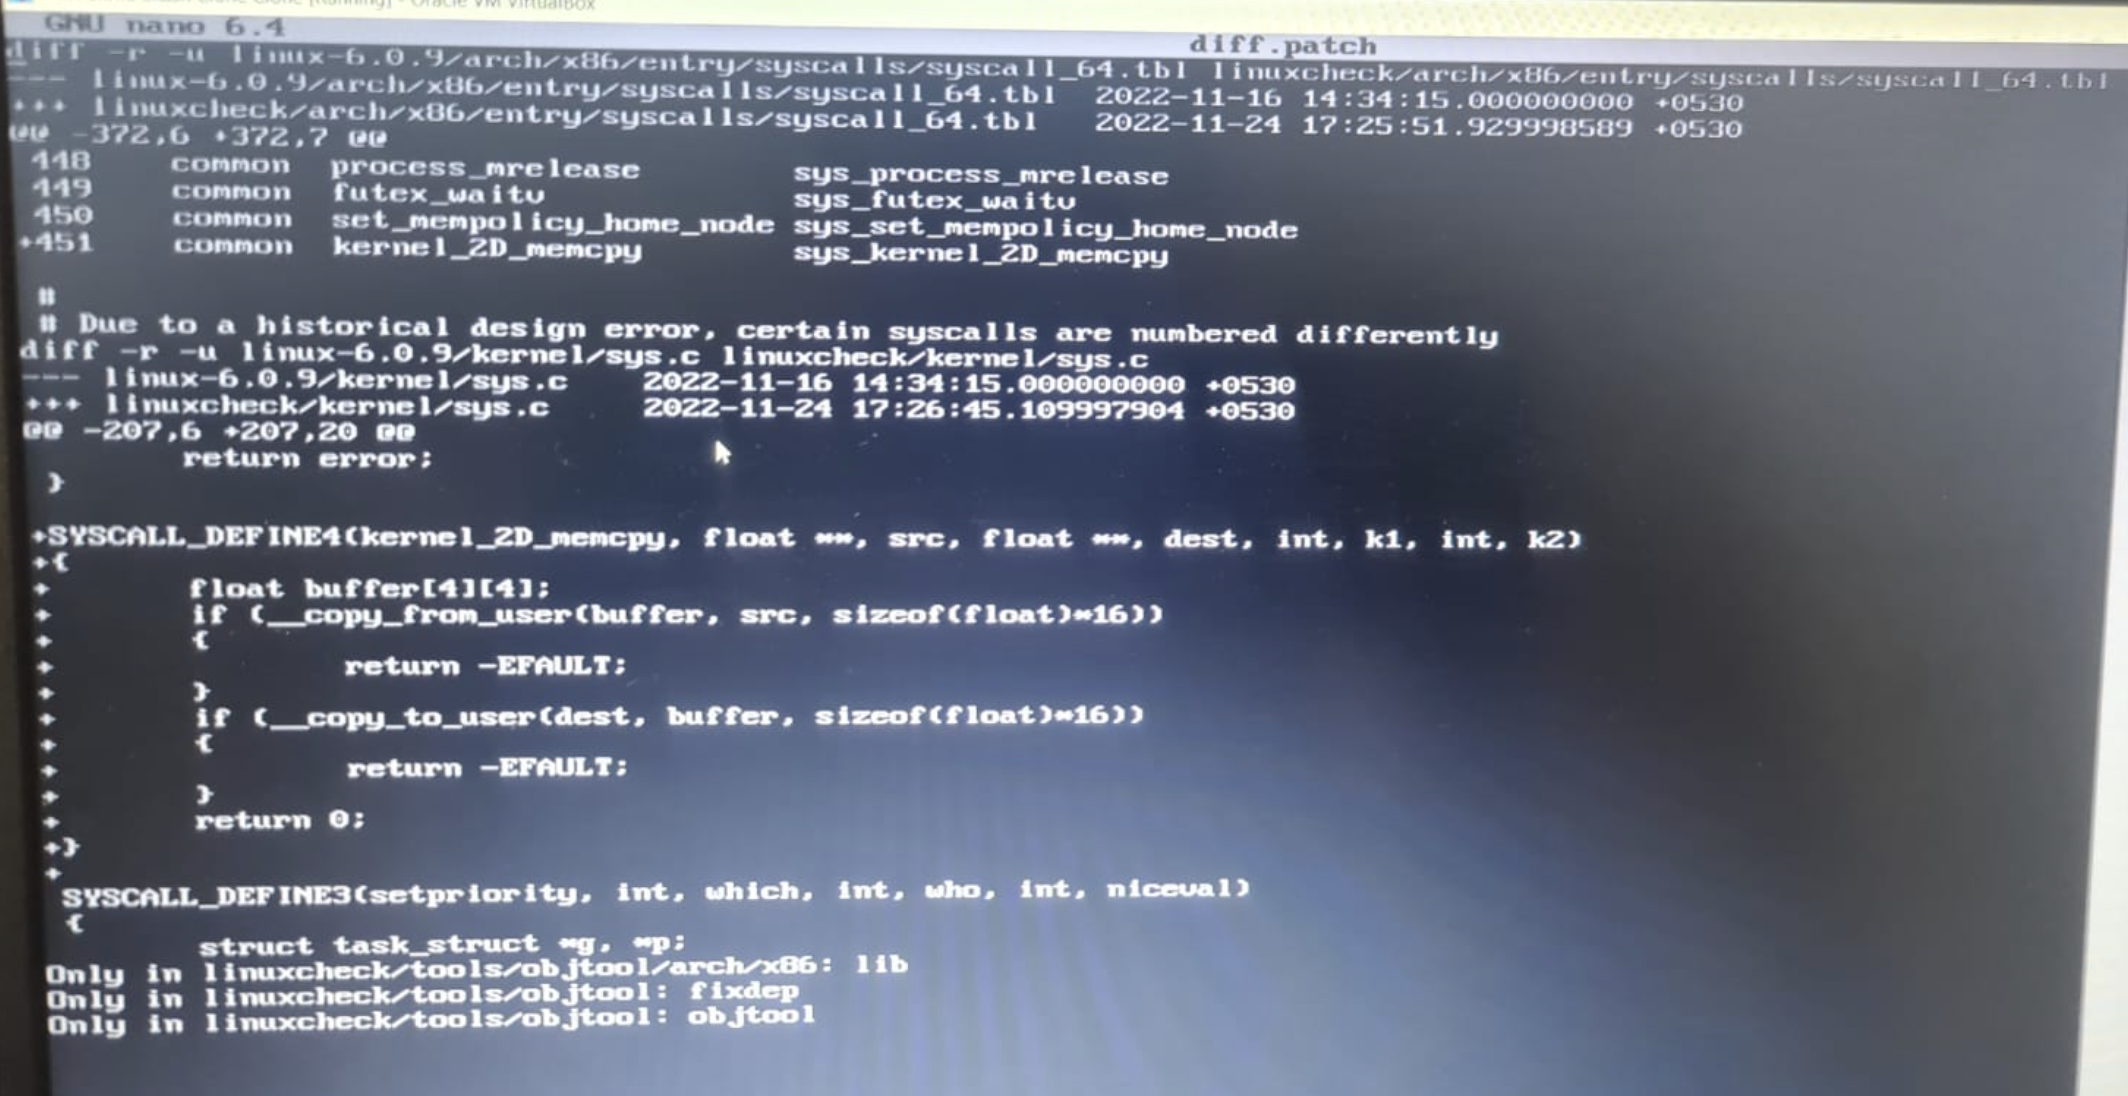 [Running] - Oracle VM VirtualBox
GNU nano 6.4 diff.patch
diff -r -u linux-6.0.9/arch/x86/entry/syscalls/syscall_64.tbl linuxcheck/arch/x86/entry/syscalls/syscall_64.tbl
--- linux-6.0.9/arch/x86/entry/syscalls/syscall_64.tbl 2022-11-16 14:34:15.000000000 +0530
+++ linuxcheck/arch/x86/entry/syscalls/syscall_64.tbl 2022-11-24 17:25:51.929998589 +0530
@@ -372,6 +372,7 @@
448 common process_mrelease sys_process_mrelease
449 common futex_waitv sys_futex_waitv
450 common set_mempolicy_home_node sys_set_mempolicy_home_node
+451 common kernel_2D_memcpy sys_kernel_2D_memcpy
#
# Due to a historical design error, certain syscalls are numbered differently
diff -r -u linux-6.0.9/kernel/sys.c linuxcheck/kernel/sys.c
--- linux-6.0.9/kernel/sys.c 2022-11-16 14:34:15.000000000 +0530
+++ linuxcheck/kernel/sys.c 2022-11-24 17:26:45.109997904 +0530
@@ -207,6 +207,20 @@
return error;
}
+SYSCALL_DEFINE4(kernel_2D_memcpy, float **, src, float **, dest, int, k1, int, k2)
+{
+ float buffer[4][4];
+ if (__copy_from_user(buffer, src, sizeof(float)*16))
+ {
+ return -EFAULT;
+ }
+ if (__copy_to_user(dest, buffer, sizeof(float)*16))
+ {
+ return -EFAULT;
+ }
+ return 0;
+}
+
SYSCALL_DEFINE3(setpriority, int, which, int, who, int, niceval)
{
struct task_struct *g, *p;
Only in linuxcheck/tools/objtool/arch/x86: lib
Only in linuxcheck/tools/objtool: fixdep
Only in linuxcheck/tools/objtool: objtool